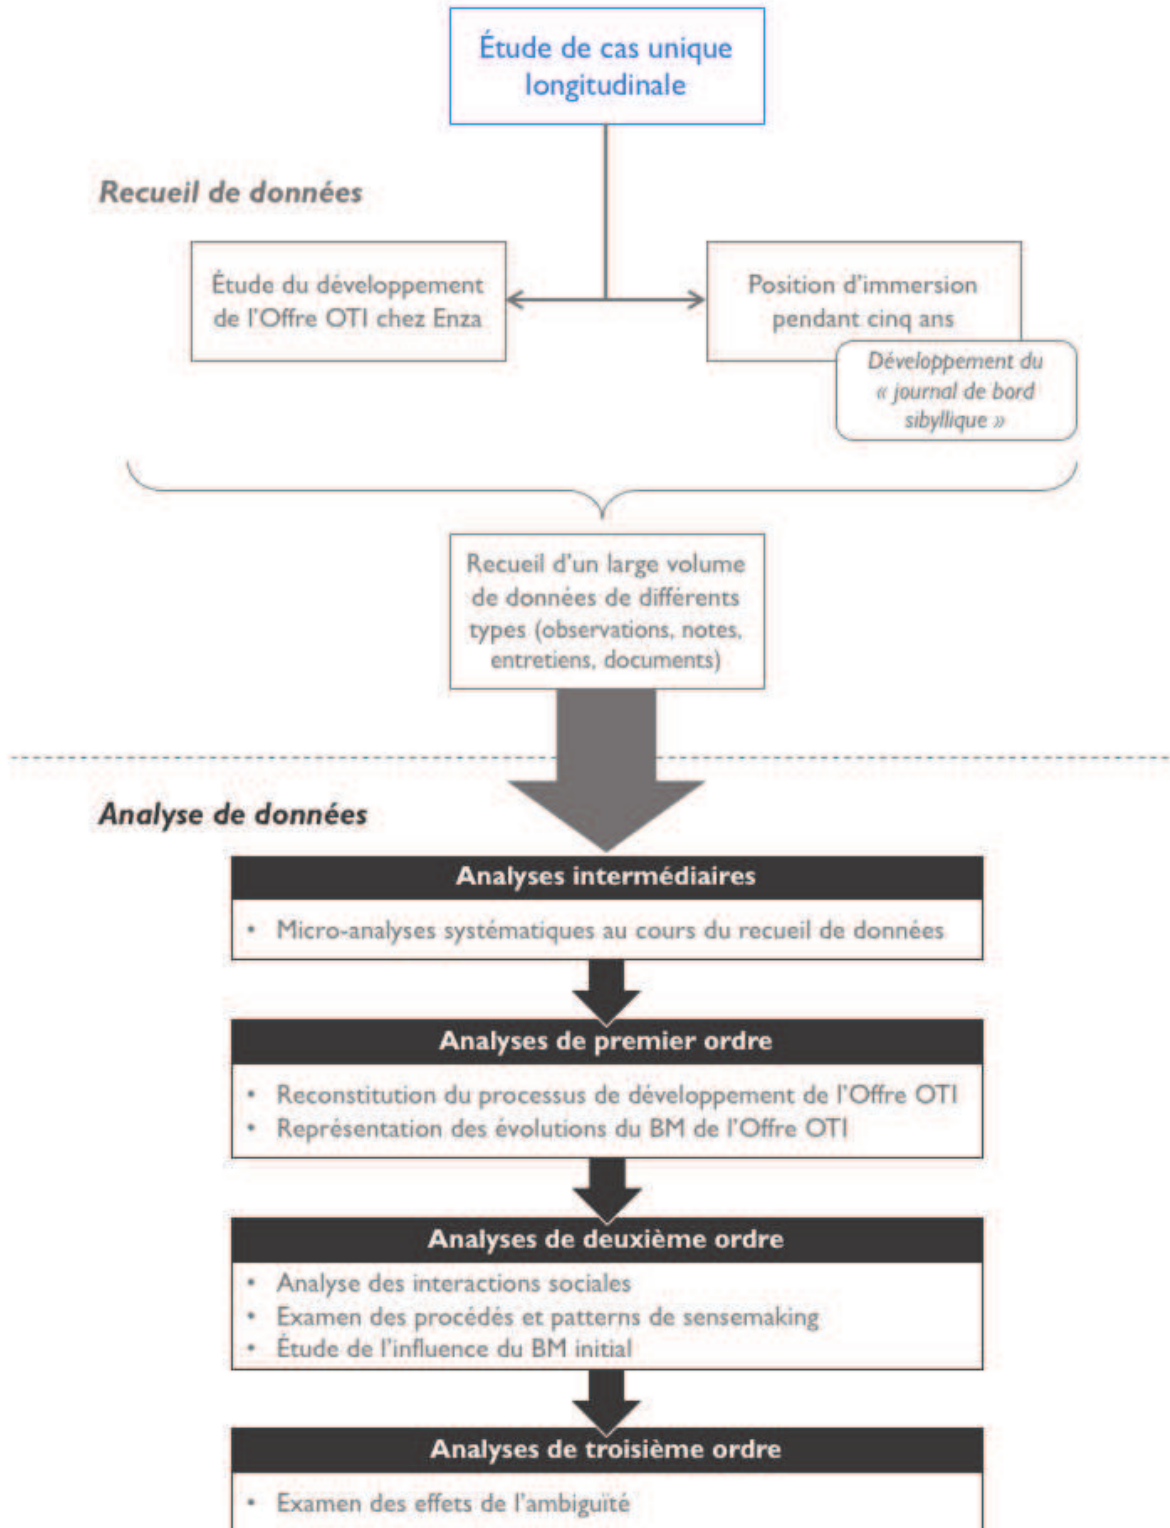 Étude de cas unique
longitudinale
Recueil de données
Étude du développement
de l'Offre OTI chez Enza
Position d'immersion
pendant cinq ans
Développement du
« journal de bord
sibyllique »
Recueil d'un large volume
de données de différents
types (observations, notes,
entretiens, documents)
Analyse de données
Analyses intermédiaires
• Micro-analyses systématiques au cours du recueil de données
Analyses de premier ordre
• Reconstitution du processus de développement de l'Offre OTI
• Représentation des évolutions du BM de l'Offre OTI
Analyses de deuxième ordre
• Analyse des interactions sociales
• Examen des procédés et patterns de sensemaking
• Étude de l'influence du BM initial
Analyses de troisième ordre
• Examen des effets de l'ambiguïté